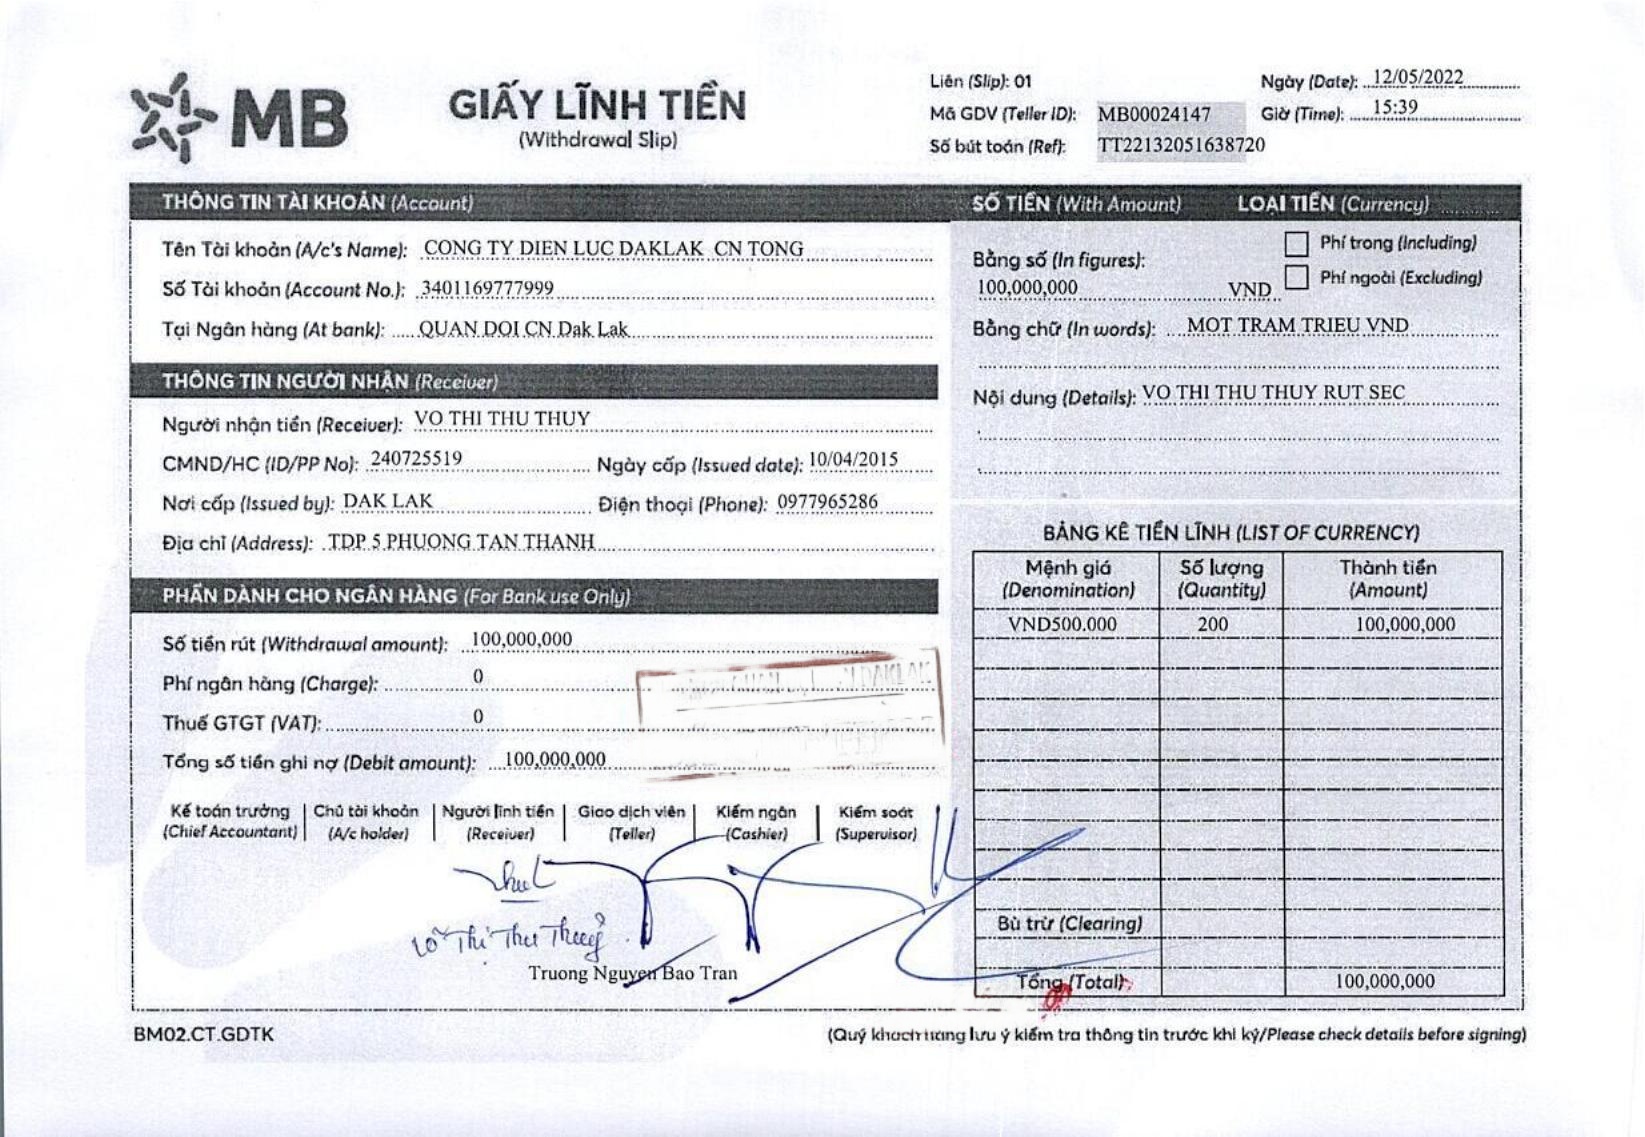 MB
GIẤY LĨNH TIỀN
(Withdrawal Slip)
Liên (Slip): 01
Ngày (Date): 12/05/2022
Mã GDV (Teller ID): MB00024147
Giờ (Time): 15:39
Số bút toán (Ref): TT22132051638720
THÔNG TIN TÀI KHOẢN (Account)
Tên Tài khoản (A/c's Name): CONG TY DIEN LUC DAKLAK CN TONG
Số Tài khoản (Account No.): 3401169777999
Tại Ngân hàng (At bank): QUAN DOI CN Dak Lak
SỐ TIỀN (With Amount) LOẠI TIỀN (Currency)
Phí trong (Including)
Bằng số (In figures):
Phí ngoài (Excluding)
100,000,000 VND
Bằng chữ (In words): MOT TRAM TRIEU VND
Nội dung (Details): VO THI THU THUY RUT SEC
THÔNG TIN NGƯỜI NHẬN (Receiver)
Người nhận tiền (Receiver): VO THI THU THUY
CMND/HC (ID/PP No): 240725519 Ngày cấp (Issued date): 10/04/2015
Nơi cấp (Issued by): DAK LAK Điện thoại (Phone): 0977965286
Địa chỉ (Address): TDP 5 PHUONG TAN THANH
PHẦN DÀNH CHO NGÂN HÀNG (For Bank use Only)
Số tiền rút (Withdrawal amount): 100,000,000
Phí ngân hàng (Charge): 0
Thuế GTGT (VAT): 0
Tổng số tiền ghi nợ (Debit amount): 100,000,000
DAKLAK
Kế toán trưởng Chủ tài khoản Người lĩnh tiền Giao dịch viên Kiểm ngân Kiểm soát
(Chief Accountant) (A/c holder) (Receiver) (Teller) (Cashier) (Supervisor)
Võ Thị Thu Thuỷ
Truong Nguyen Bao Tran
BẢNG KÊ TIỀN LĨNH (LIST OF CURRENCY)
Mệnh giá Số lượng Thành tiền
(Denomination) (Quantity) (Amount)
VND500.000 200 100,000,000
Bù trừ (Clearing)
Tổng (Total) 100,000,000
BM02.CT.GDTK
(Quý khách hàng lưu ý kiểm tra thông tin trước khi ký/Please check details before signing)